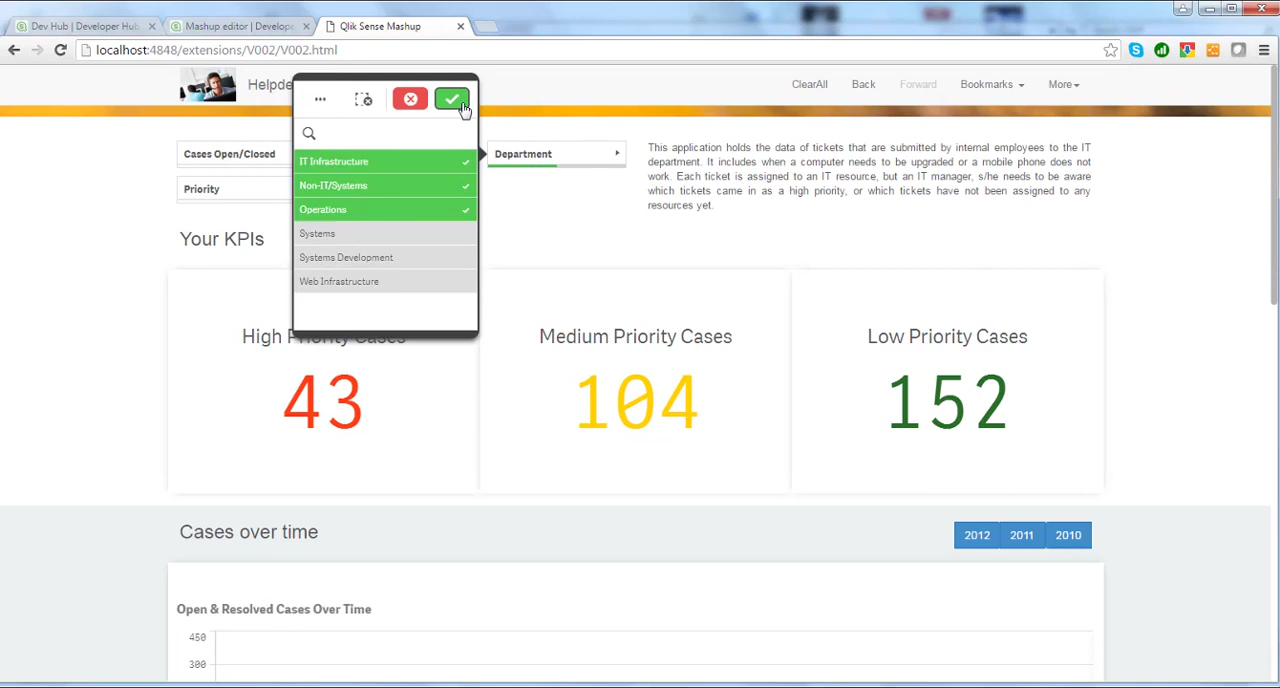 Dev Hub | Developer Hub
Mashup editor | Develope
Qlik Sense Mashup
localhost:4848/extensions/V002/V002.html
Helpde
ClearAll
Back
Forward
Bookmarks
More
Cases Open/Closed
Priority
...
IT Infrastructure
Non-IT/Systems
Operations
Systems
Systems Development
Web Infrastructure
Department
This application holds the data of tickets that are submitted by internal employees to the IT
department. It includes when a computer needs to be upgraded or a mobile phone does not
work. Each ticket is assigned to an IT resource, but an IT manager, s/he needs to be aware
which tickets came in as a high priority, or which tickets have not been assigned to any
resources yet.
Your KPIs
High Priority Cases
43
Medium Priority Cases
104
Low Priority Cases
152
Cases over time
2012
2011
2010
Open & Resolved Cases Over Time
450
300